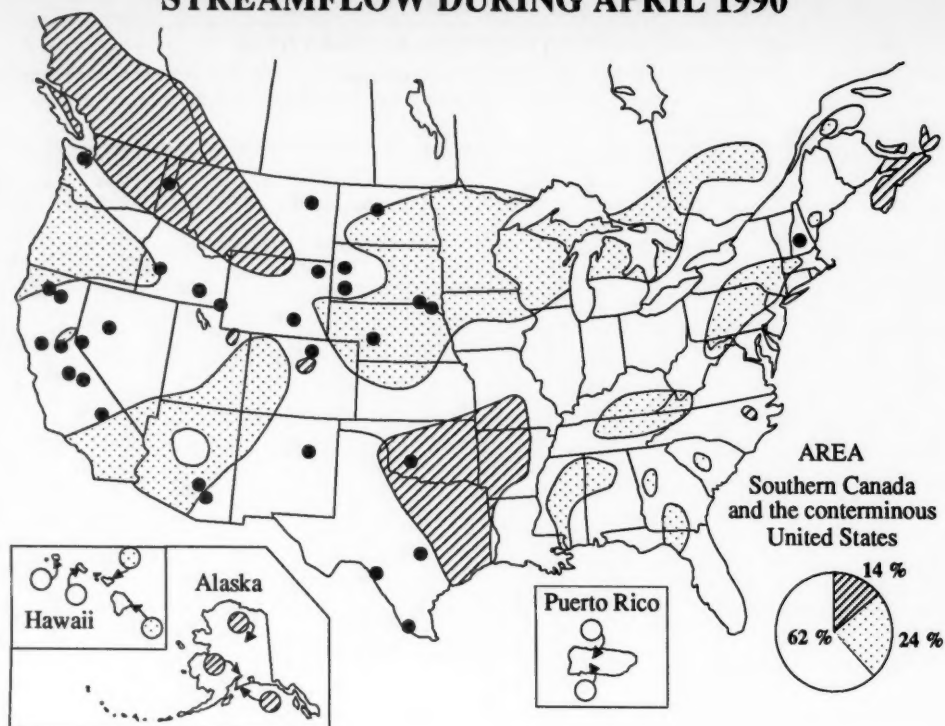 STREAMFLOW DURING APRIL 1990
AREA
Southern Canada
and the conterminous
United States
14 %
62 %
24 %
Hawaii
Alaska
Puerto Rico